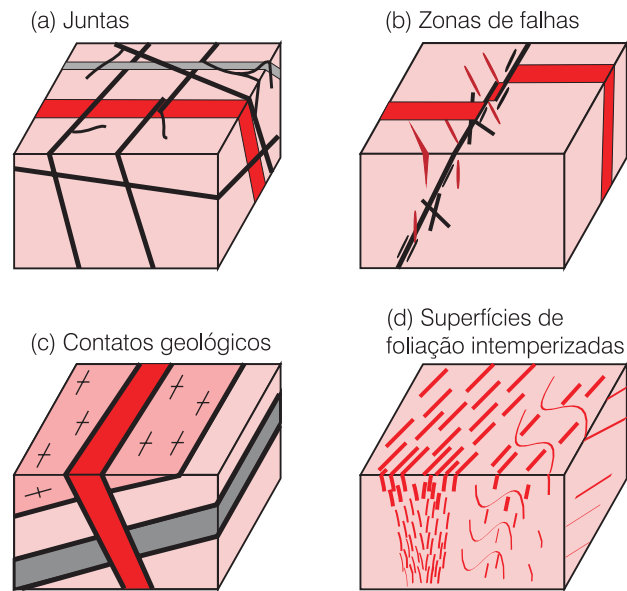 (a) Juntas
(b) Zonas de falhas
(c) Contatos geológicos
(d) Superfícies de
foliação intemperizadas